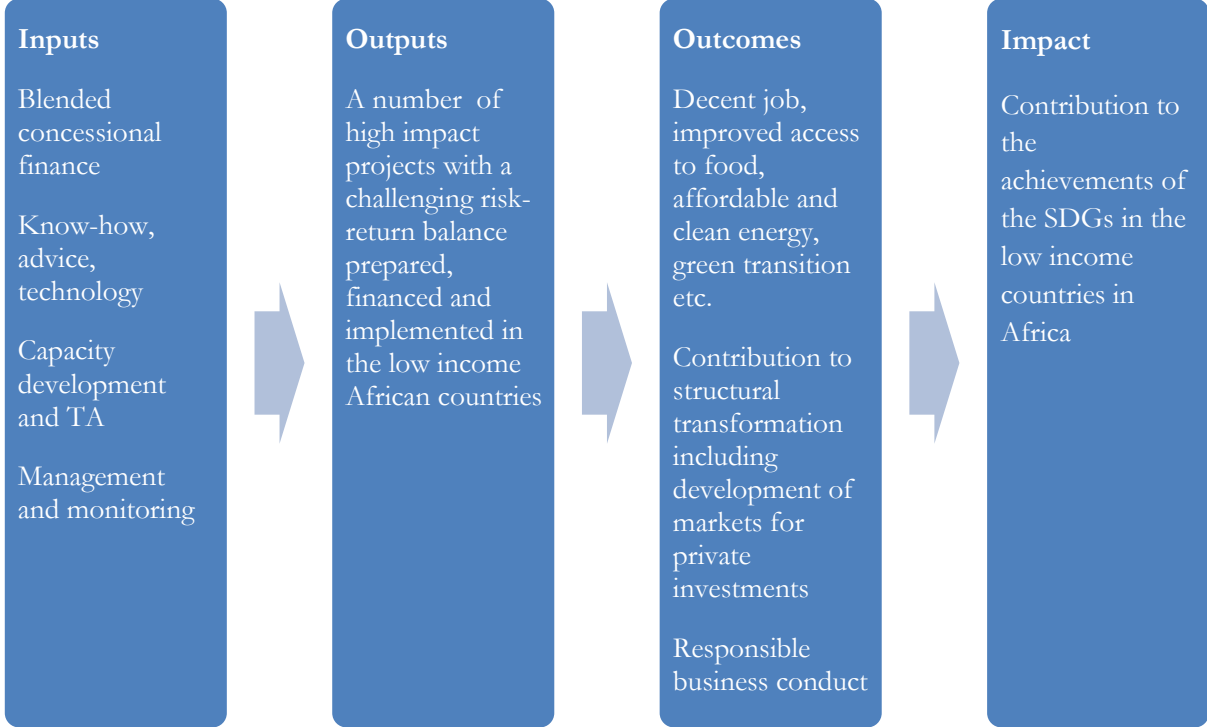 Inputs
Blended
concessional
finance
Know-how,
advice,
technology
Capacity
development
and TA
Management
and monitoring
Outputs
A number of
high impact
projects with a
challenging risk-
return balance
prepared,
financed and
implemented in
the low income
African countries
Outcomes
Decent job,
improved access
to food,
affordable and
clean energy,
green transition
etc.
Contribution to
structural
transformation
including
development of
markets for
private
investments
Responsible
business conduct
Impact
Contribution to
the
achievements of
the SDGs in the
low income
countries in
Africa